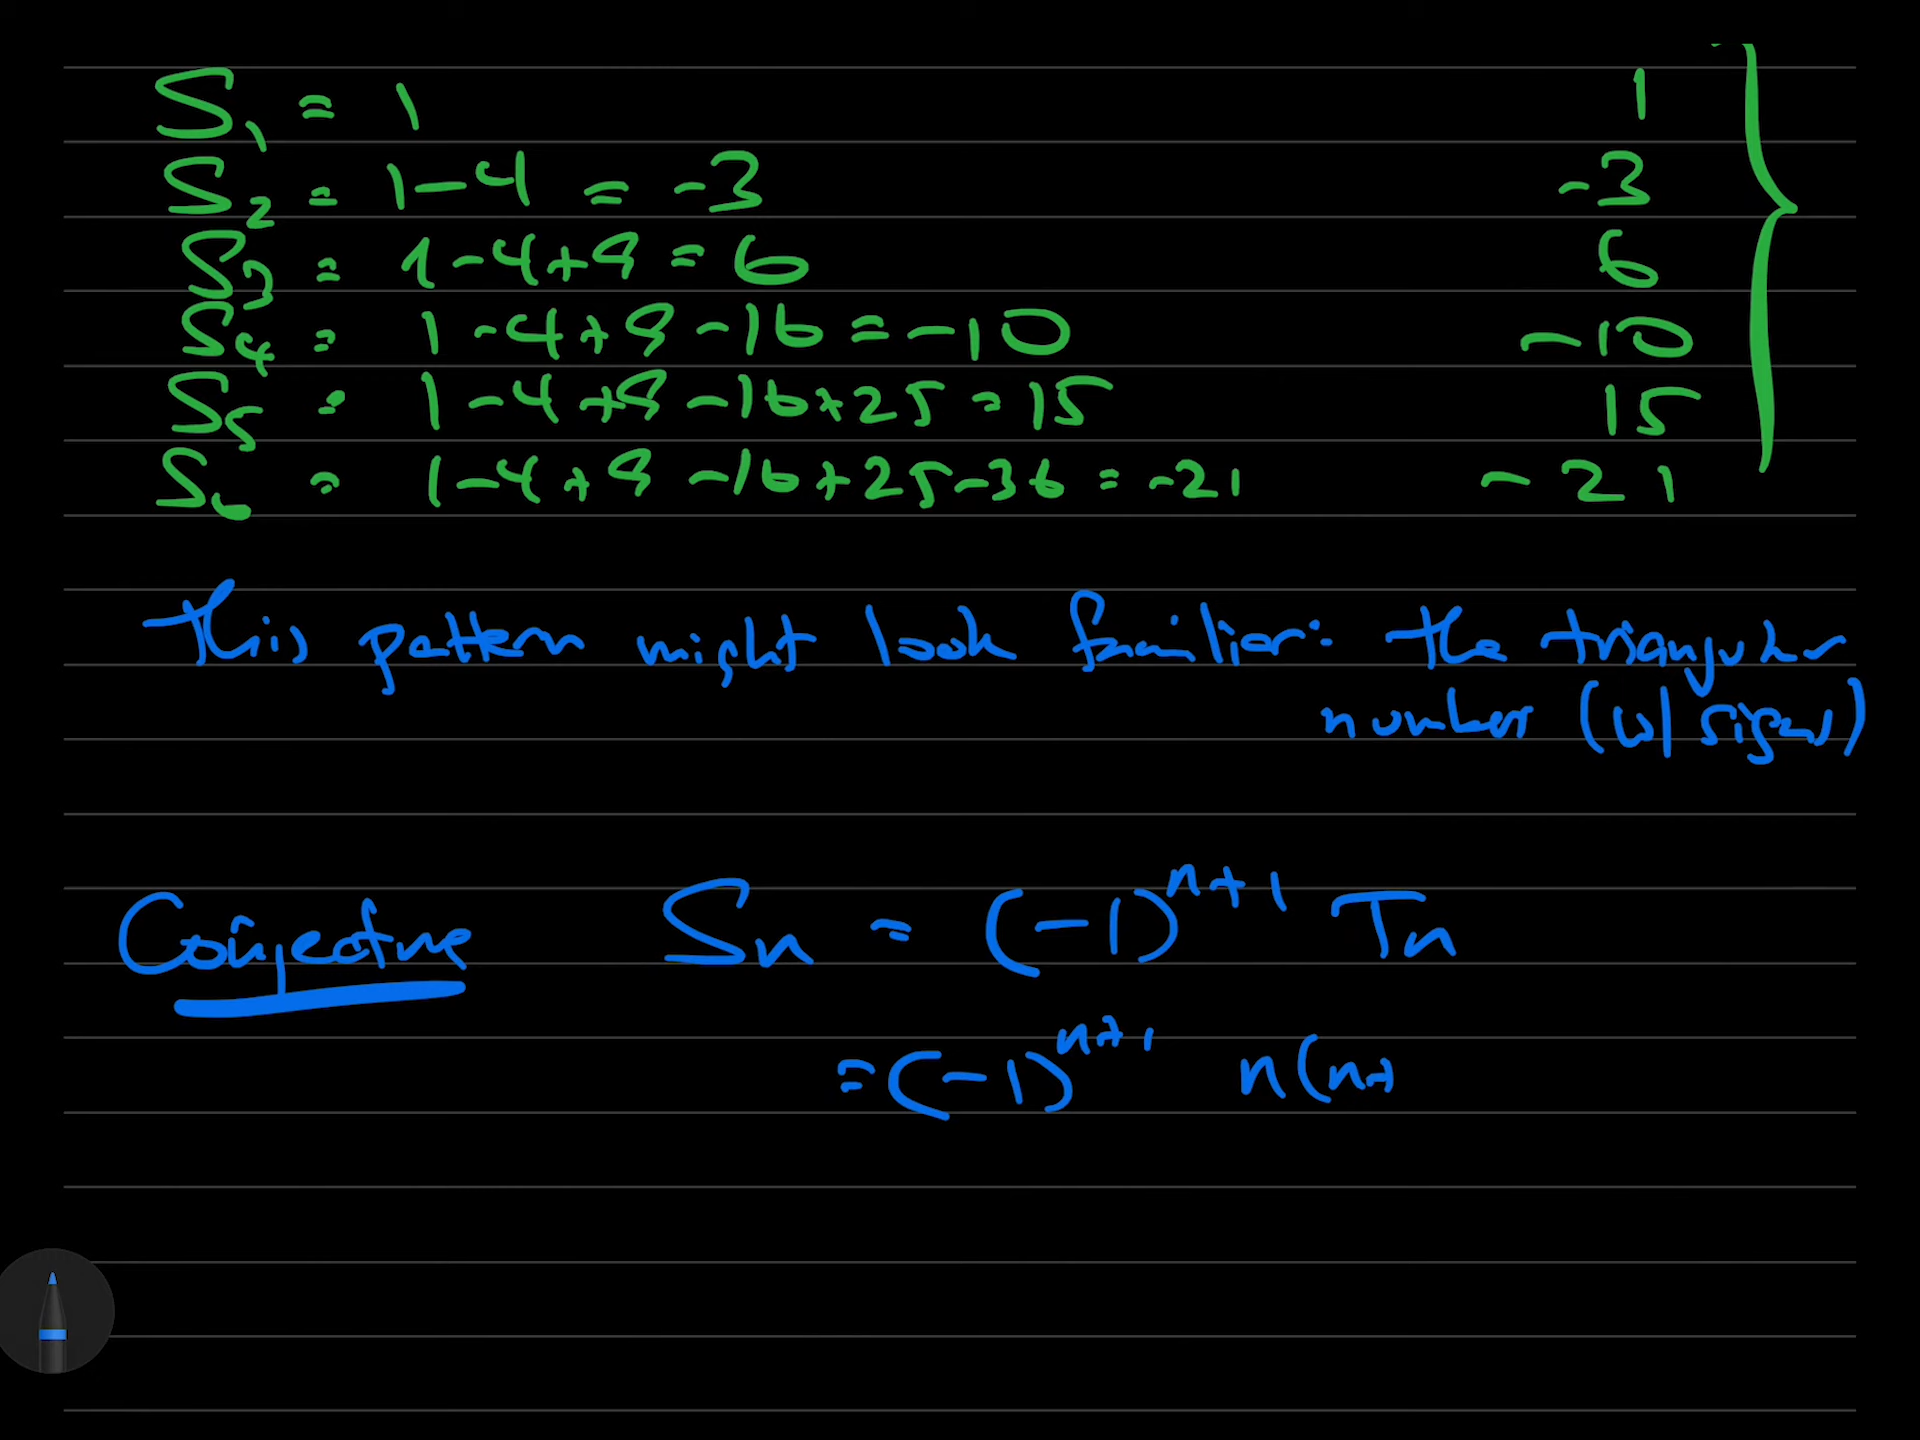 S₁ = 1 1
S₂ = 1 - 4 = -3 -3
S₃ = 1 - 4 + 9 = 6 6
S₄ = 1 - 4 + 9 - 16 = -10 -10
S₅ = 1 - 4 + 9 - 16 + 25 = 15 15
S₆ = 1 - 4 + 9 - 16 + 25 - 36 = -21 -21
This pattern might look familier: the triangular
number (w/ signs)
Conjecture Sn = (-1)^{n+1} Tn
= (-1)^{n+1} n(n+